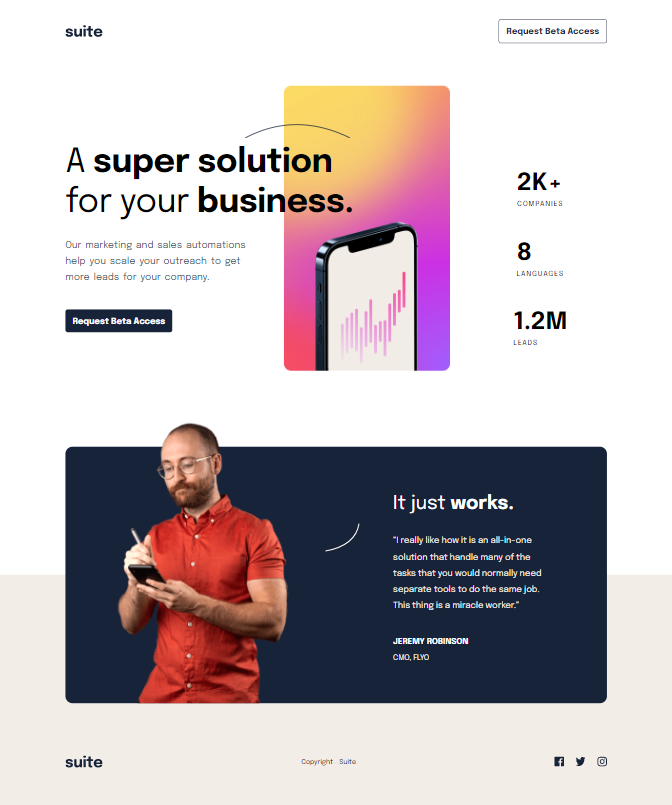 suite
Request Beta Access
A super solution
for your business.
Our marketing and sales automations
help you scale your outreach to get
more leads for your company.
Request Beta Access
2K+
COMPANIES
8
LANGUAGES
1.2M
LEADS
It just works.
“I really like how it is an all-in-one
solution that handle many of the
tasks that you would normally need
separate tools to do the same job.
This thing is a miracle worker.”
JEREMY ROBINSON
CMO, FLYO
suite
Copyright Suite